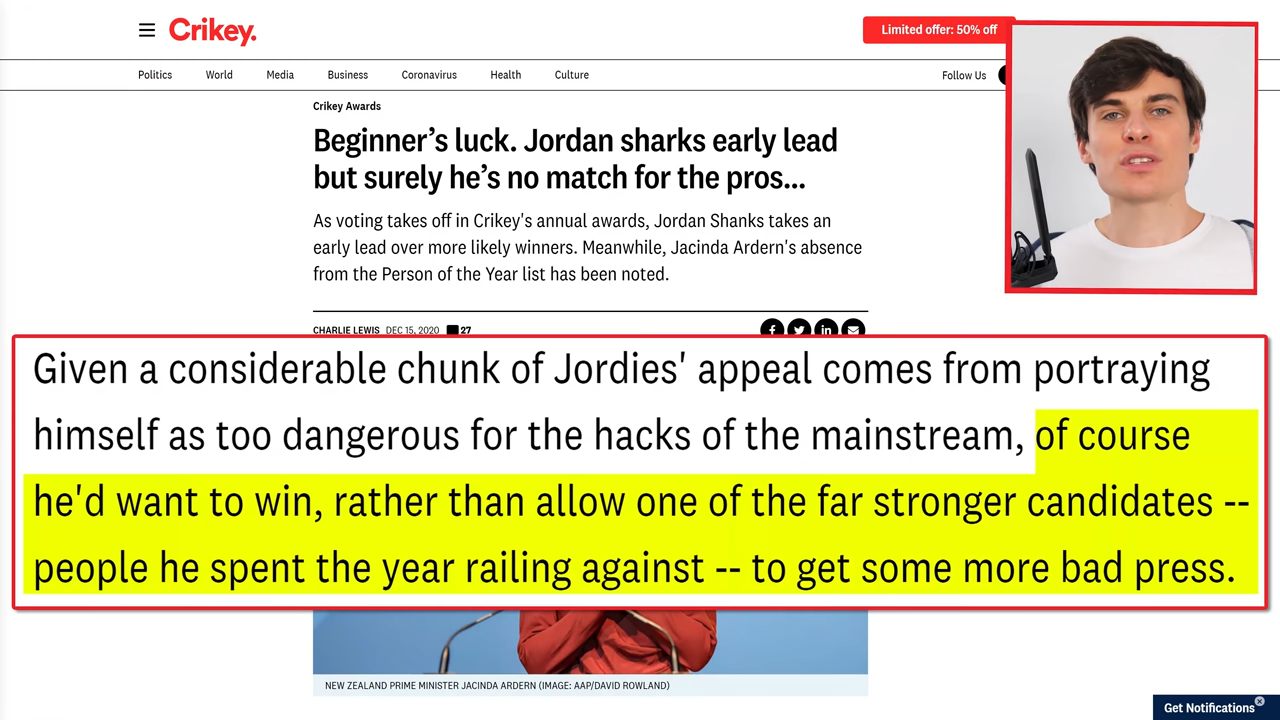 Crikey.
Limited offer: 50% off
Politics World Media Business Coronavirus Health Culture Follow Us
Crikey Awards
Beginner’s luck. Jordan sharks early lead
but surely he’s no match for the pros...
As voting takes off in Crikey's annual awards, Jordan Shanks takes an
early lead over more likely winners. Meanwhile, Jacinda Ardern's absence
from the Person of the Year list has been noted.
CHARLIE LEWIS DEC 15, 2020 27
Given a considerable chunk of Jordies' appeal comes from portraying
himself as too dangerous for the hacks of the mainstream, of course
he'd want to win, rather than allow one of the far stronger candidates --
people he spent the year railing against -- to get some more bad press.
NEW ZEALAND PRIME MINISTER JACINDA ARDERN (IMAGE: AAP/DAVID ROWLAND)
Get Notifications